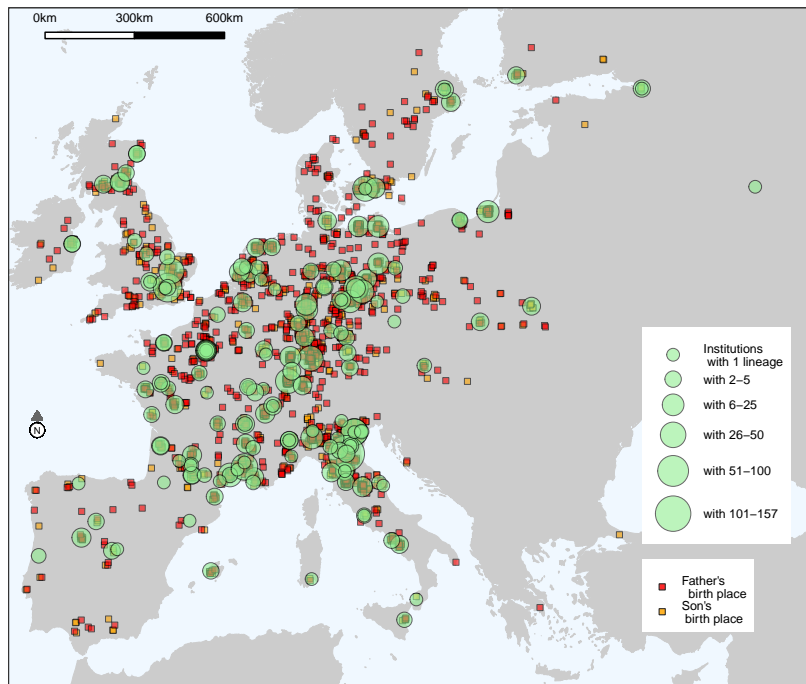 0km 300km 600km
N
Institutions
with 1 lineage
with 2–5
with 6–25
with 26–50
with 51–100
with 101–157
Father's
birth place
Son's
birth place